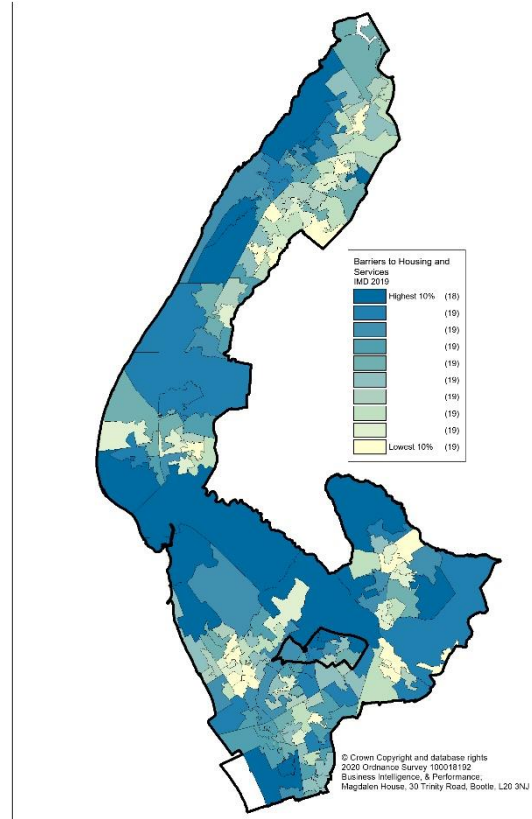 Barriers to Housing and
Services
IMD 2019
Highest 10% (18)
(19)
(19)
(19)
(19)
(19)
(19)
(19)
(19)
Lowest 10% (19)
© Crown Copyright and database rights
2020 Ordnance Survey 100018192
Business Intelligence, & Performance;
Magdalen House, 30 Trinity Road, Bootle, L20 3NJ